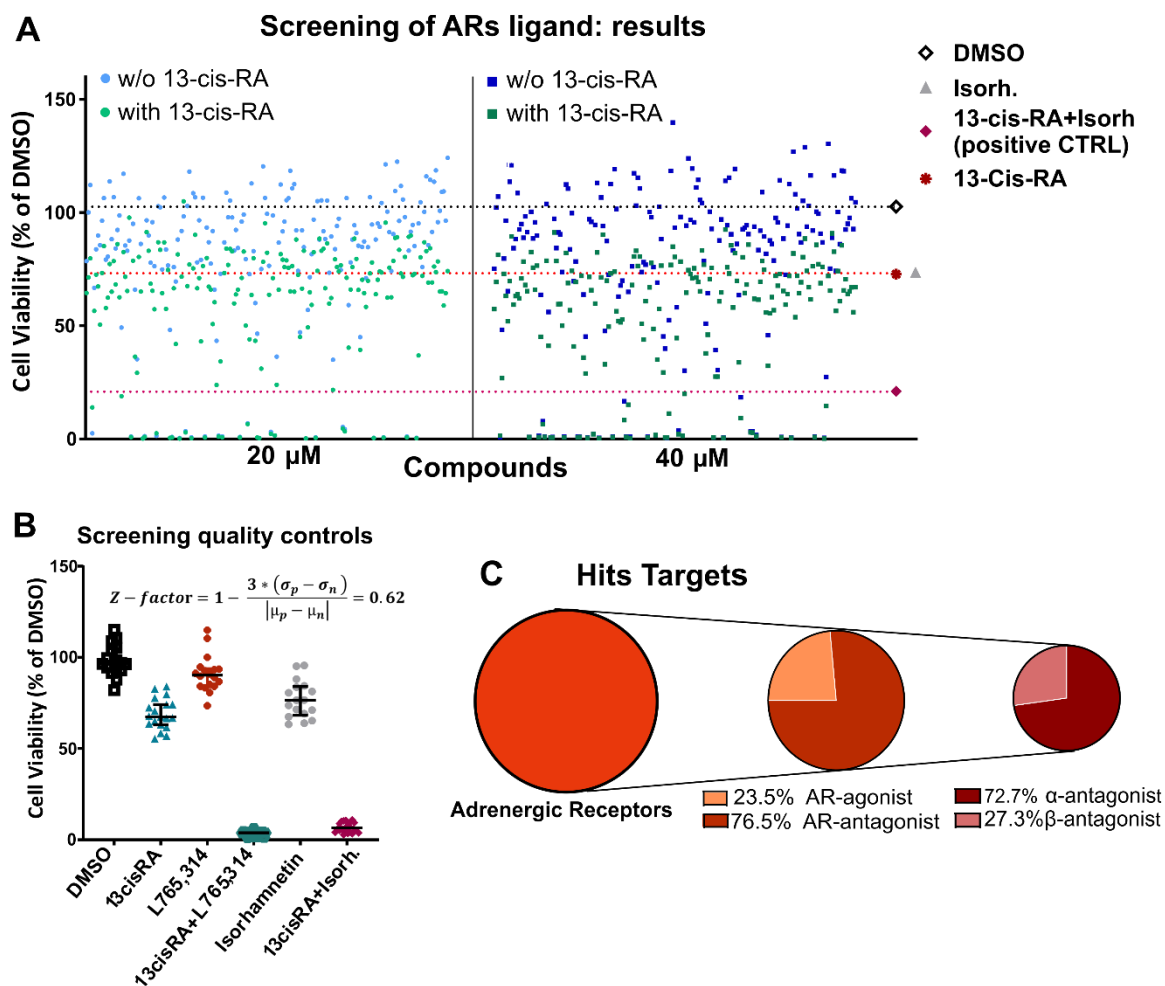 A
Screening of ARs ligand: results
w/o 13-cis-RA
with 13-cis-RA
w/o 13-cis-RA
with 13-cis-RA
DMSO
Isorh.
13-cis-RA+Isorh
(positive CTRL)
13-Cis-RA
Cell Viability (% of DMSO)
150
100
50
0
20 µM
Compounds
40 µM
B
Screening quality controls
Z − factor = 1 − 3 * (σp − σn) / |µp − µn| = 0.62
Cell Viability (% of DMSO)
150
100
50
0
DMSO
13cisRA
L765,314
13cisRA+L765,314
Isorhamnetin
13cisRA+Isorh.
C
Hits Targets
Adrenergic Receptors
23.5% AR-agonist
76.5% AR-antagonist
72.7% α-antagonist
27.3%β-antagonist